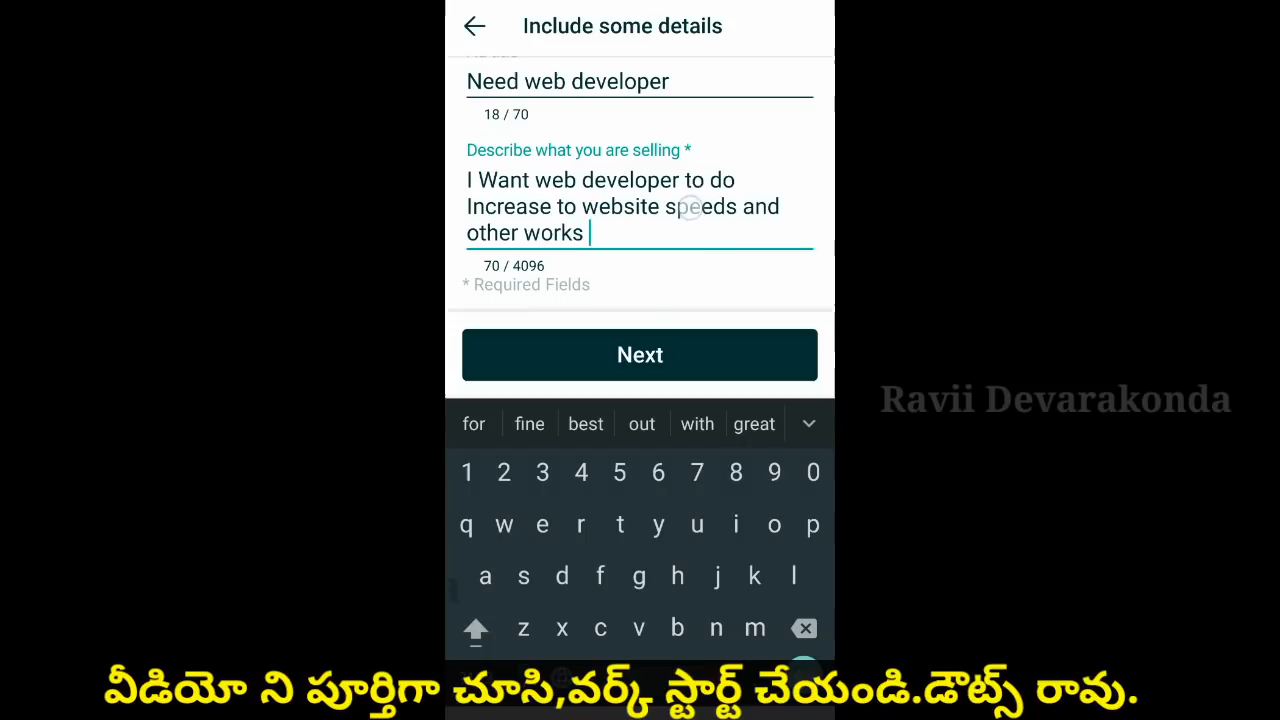 Include some details
Need web developer
18 / 70
Describe what you are selling *
I Want web developer to do
Increase to website speeds and
other works
70 / 4096
* Required Fields
Next
Ravii Devarakonda
for fine best out with great
1 2 3 4 5 6 7 8 9 0
q w e r t y u i o p
a s d f g h j k l
z x c v b n m
వీడియో ని పూర్తిగా చూసి,వర్క్ స్టార్ట్ చేయండి.డౌట్స్ రావు.